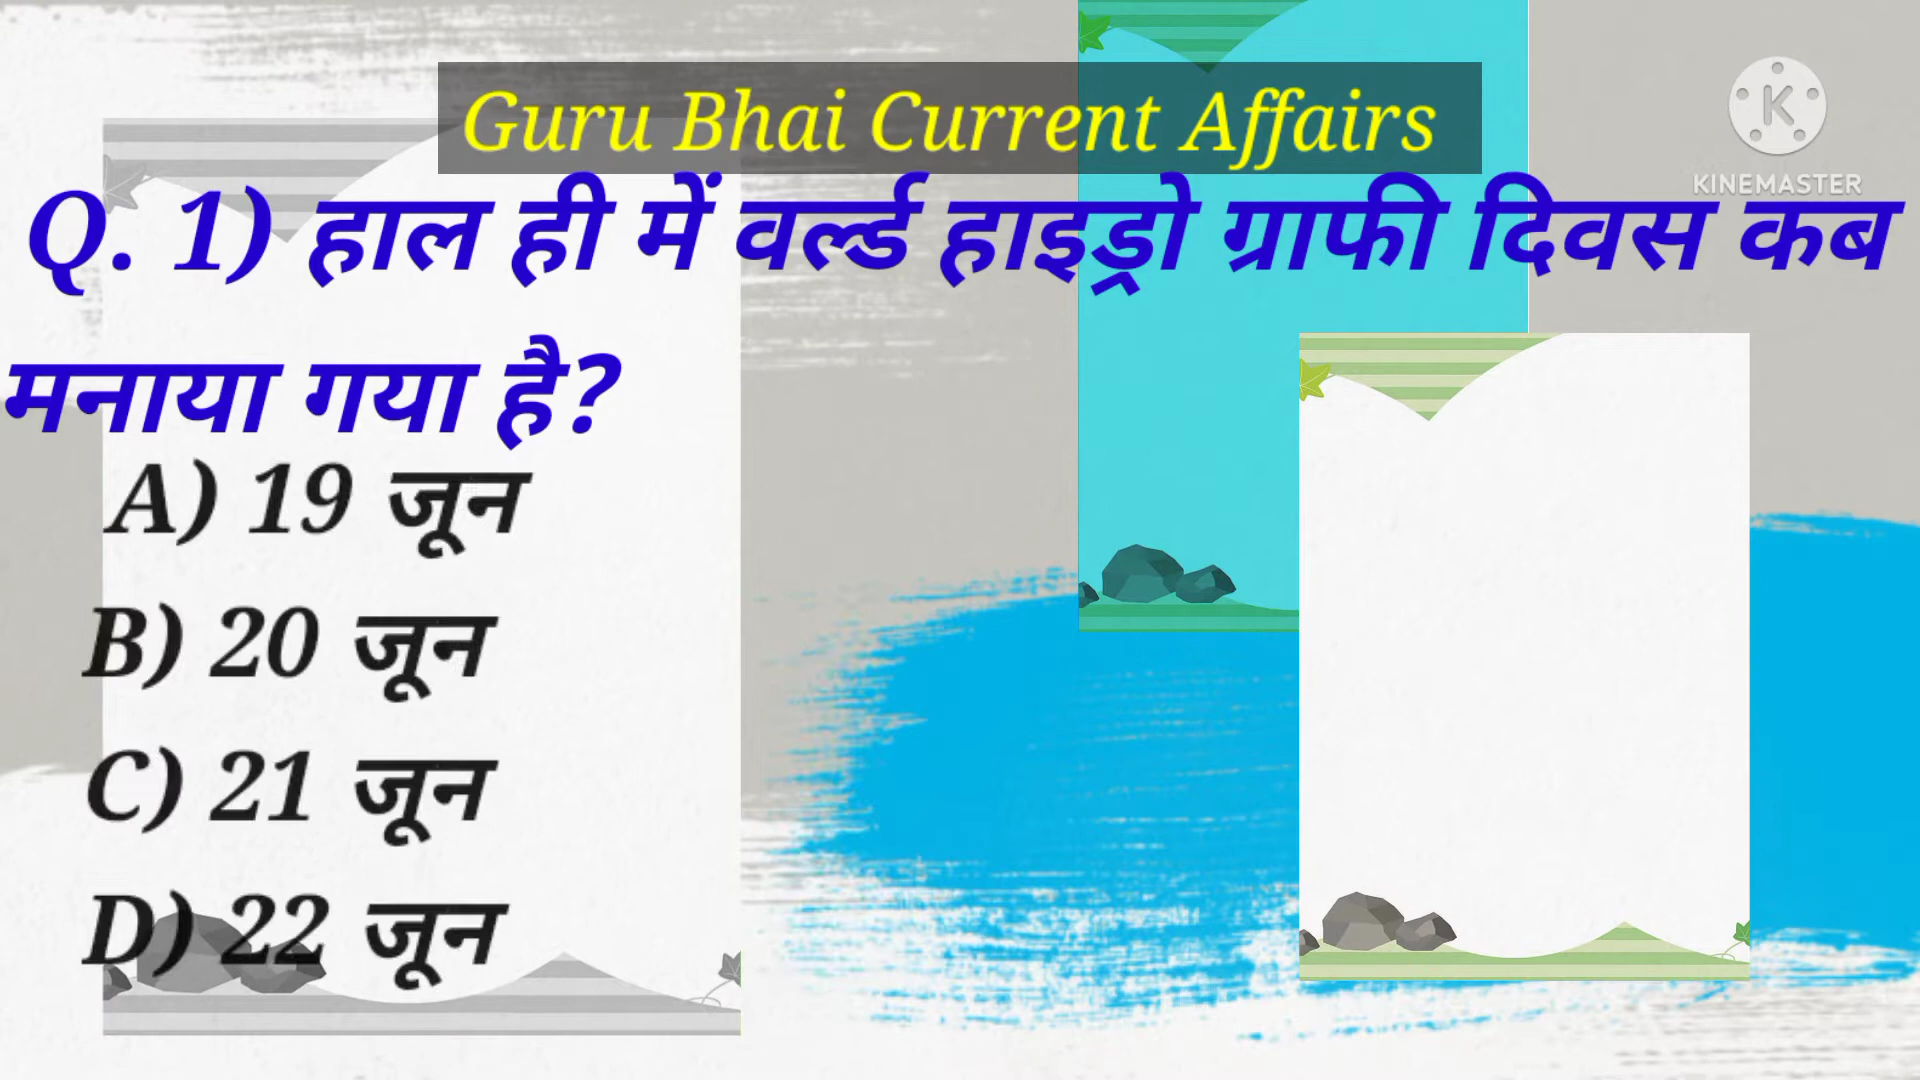 Guru Bhai Current Affairs
KINEMASTER
Q. 1) हाल ही में वर्ल्ड हाइड्रो ग्राफी दिवस कब
मनाया गया है?
A) 19 जून
B) 20 जून
C) 21 जून
D) 22 जून